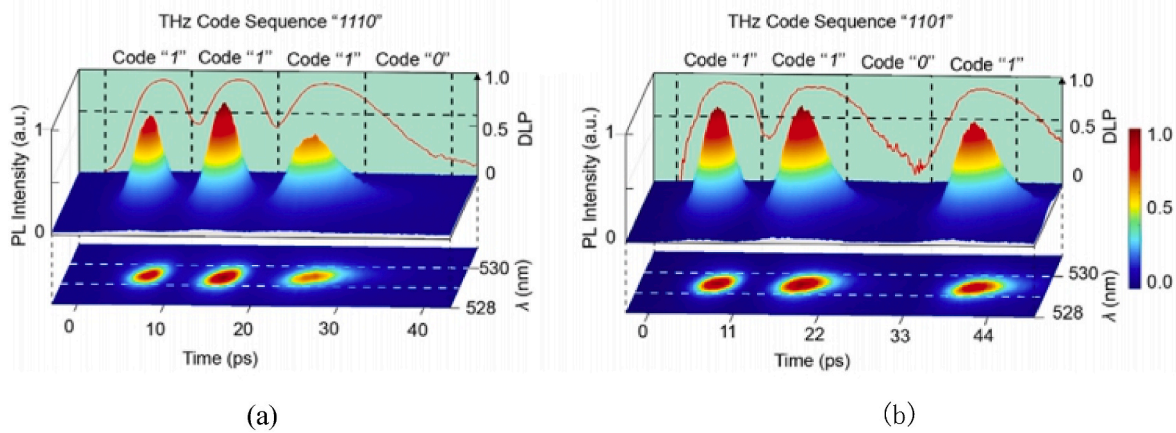 THz Code Sequence “1110”
Code “1” Code “1” Code “1” Code “0”
1.0
0.5
0
DLP
PL Intensity (a.u.)
1
0
530
528
λ (nm)
0 10 20 30 40
Time (ps)
(a)
THz Code Sequence “1101”
Code “1” Code “1” Code “0” Code “1”
1.0
0.5
0
DLP
PL Intensity (a.u.)
1
0
530
528
λ (nm)
0 11 22 33 44
Time (ps)
1.0
0.5
0.0
(b)